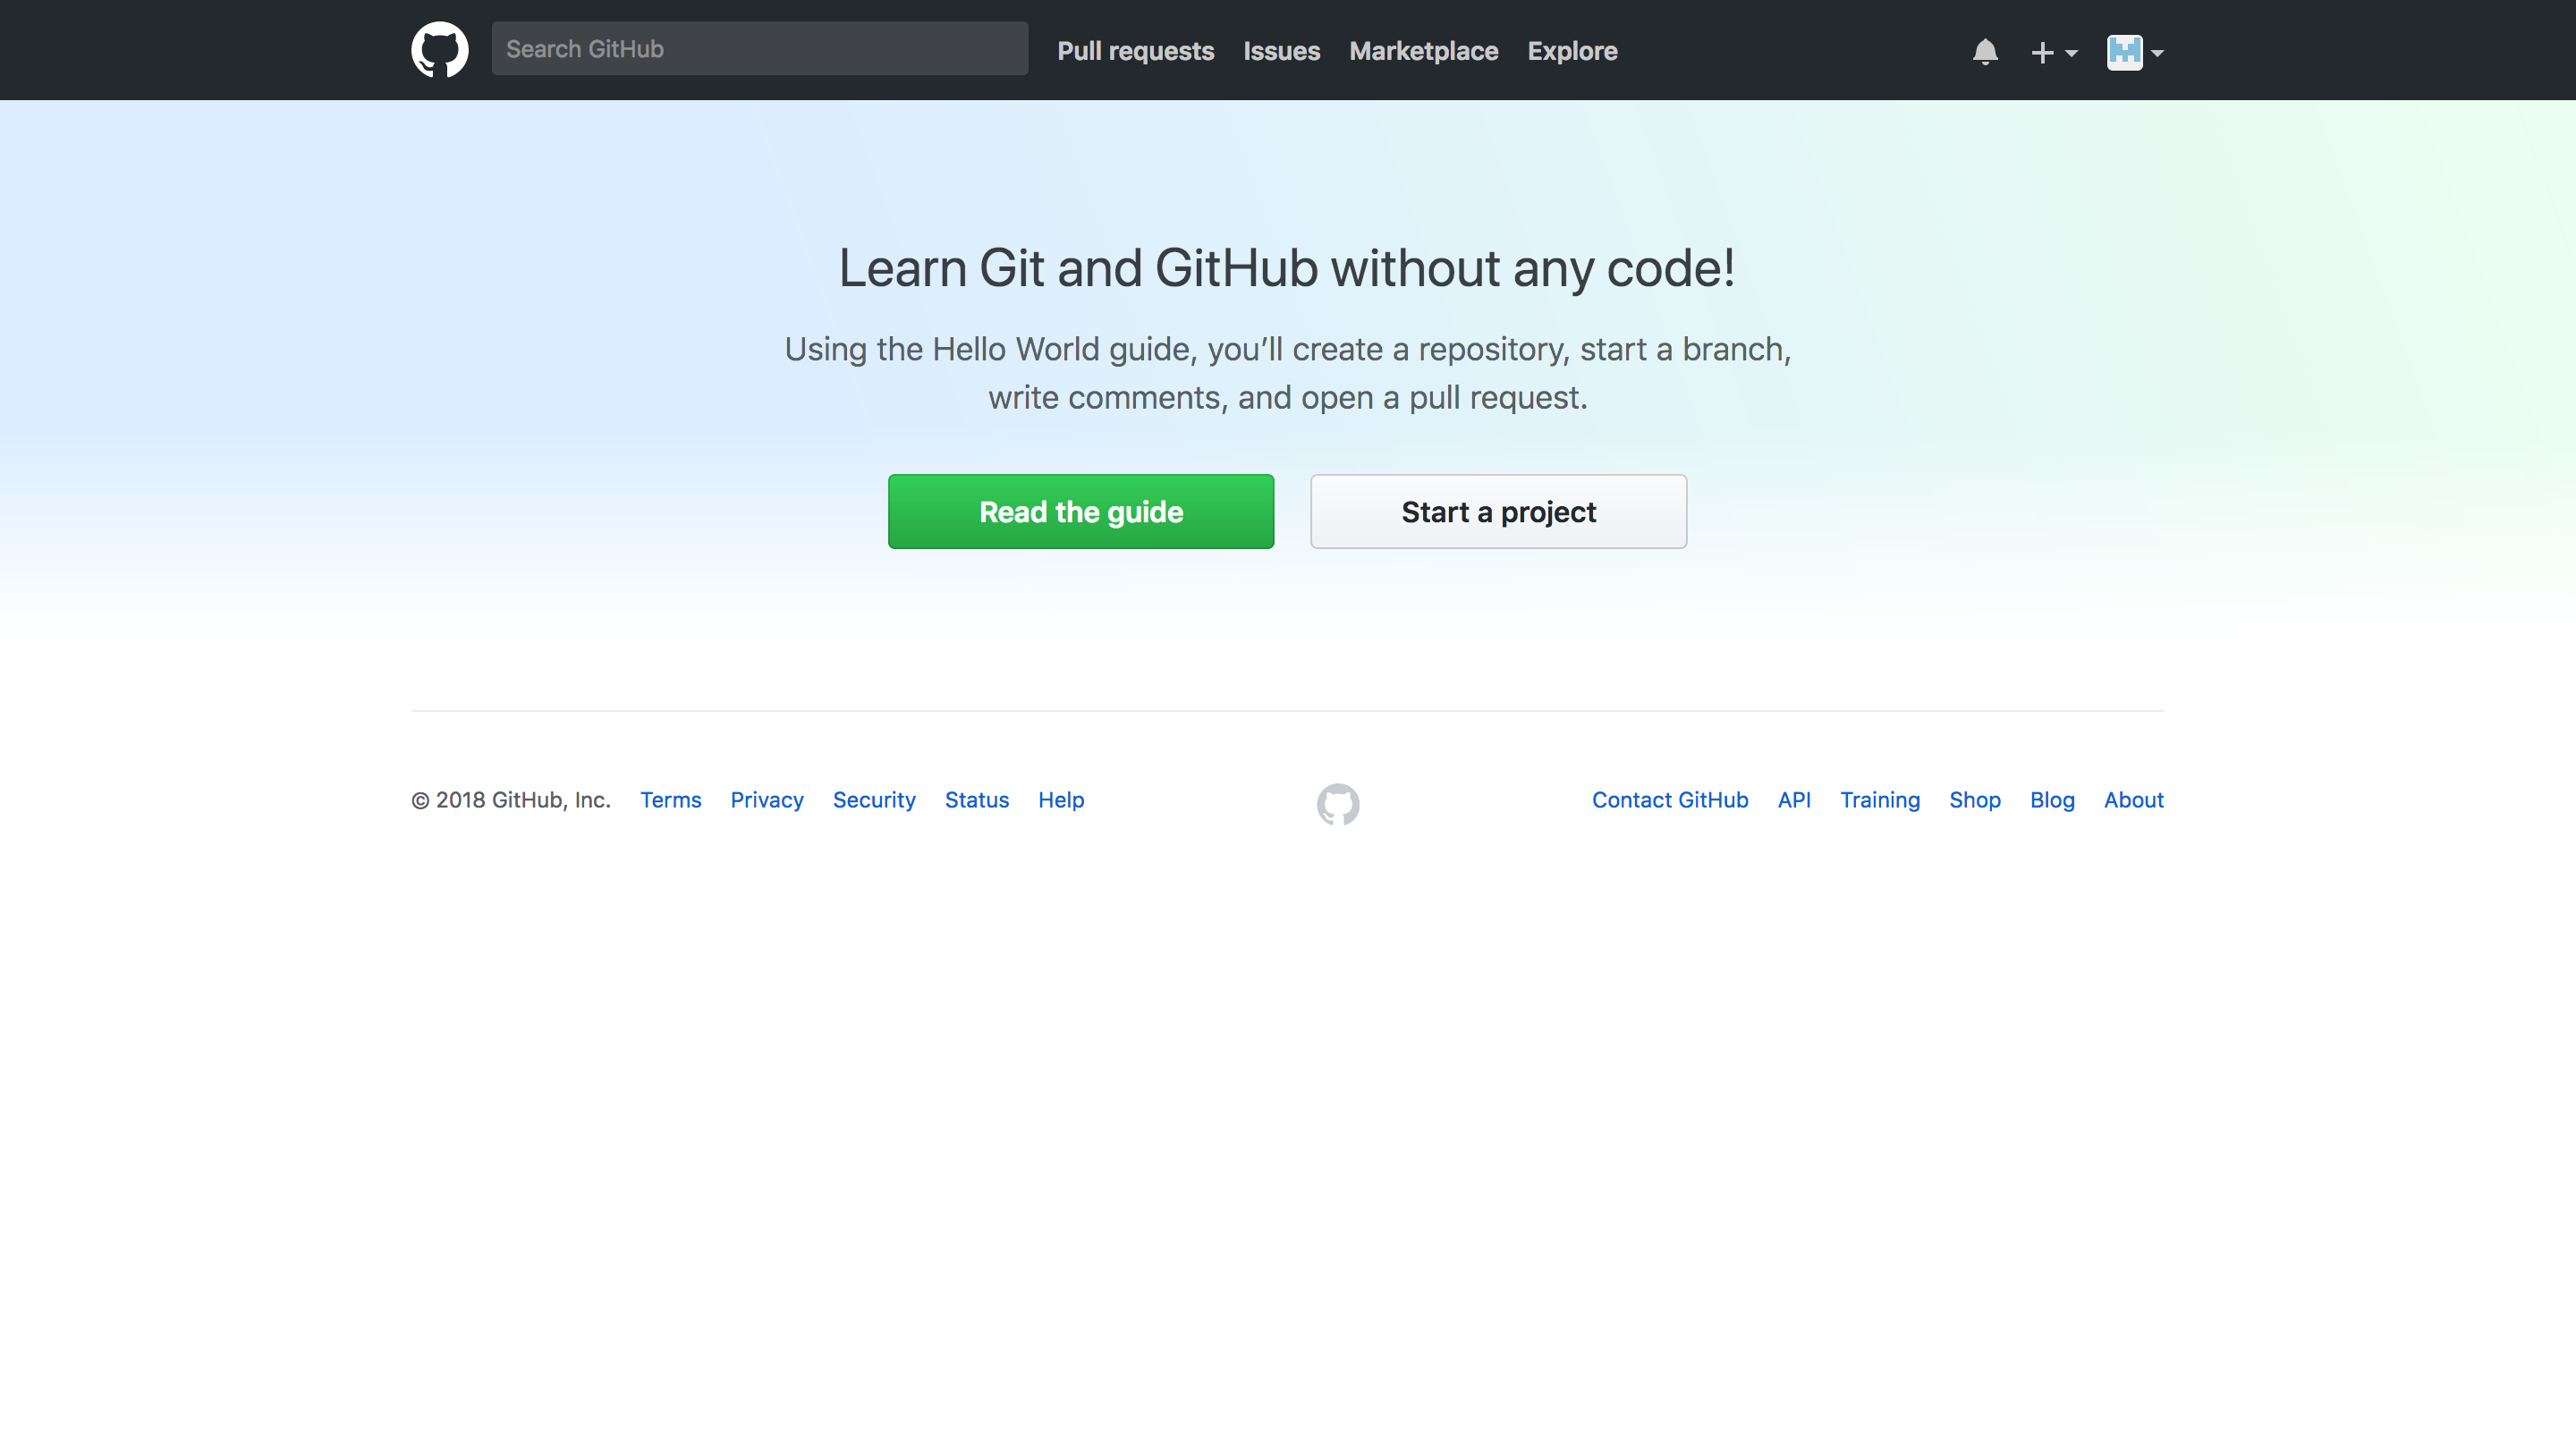 Search GitHub Pull requests Issues Marketplace Explore
Learn Git and GitHub without any code!
Using the Hello World guide, you’ll create a repository, start a branch,
write comments, and open a pull request.
Read the guide Start a project
© 2018 GitHub, Inc. Terms Privacy Security Status Help Contact GitHub API Training Shop Blog About